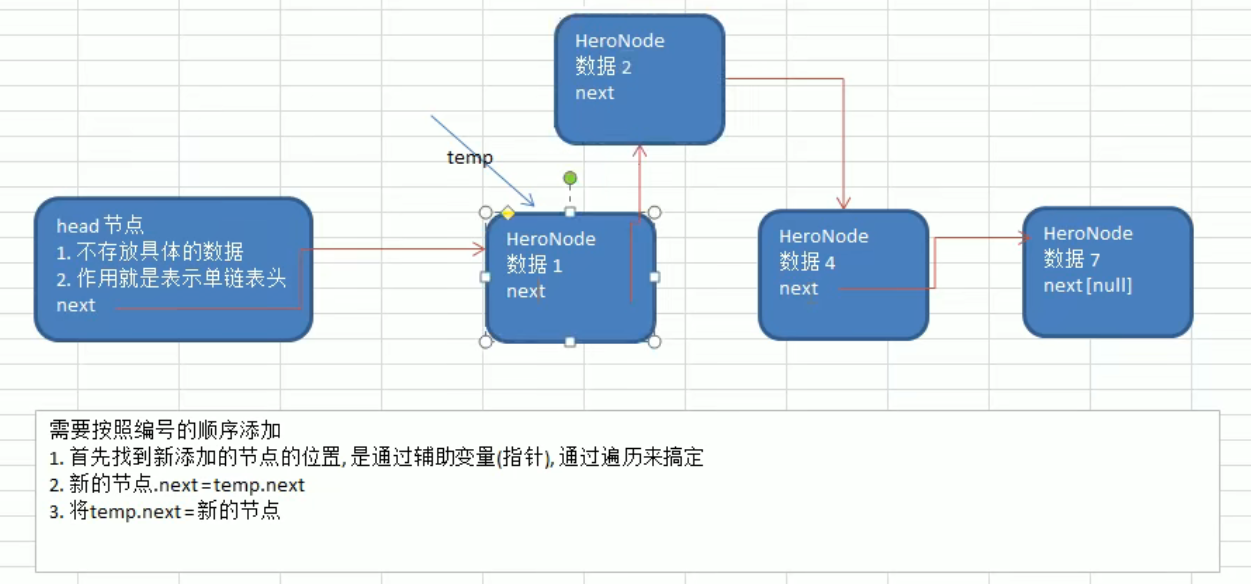 HeroNode
数据 2
next
temp
head 节点
1. 不存放具体的数据
2. 作用就是表示单链表头
next
HeroNode
数据 1
next
HeroNode
数据 4
next
HeroNode
数据 7
next [null]
需要按照编号的顺序添加
1. 首先找到新添加的节点的位置, 是通过辅助变量(指针), 通过遍历来搞定
2. 新的节点.next=temp.next
3. 将temp.next=新的节点